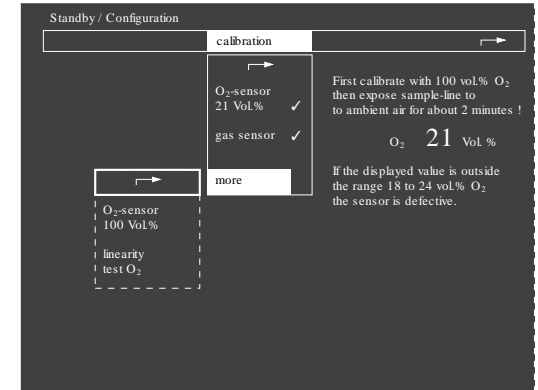 Standby / Configuration
calibration
O₂-sensor
21 Vol.% ✓
gas sensor ✓
more
O₂-sensor
100 Vol.%
linearity
test O₂
First calibrate with 100 vol.% O₂
then expose sample-line to
to ambient air for about 2 minutes !
O₂ 21 Vol. %
If the displayed value is outside
the range 18 to 24 vol.% O₂
the sensor is defective.